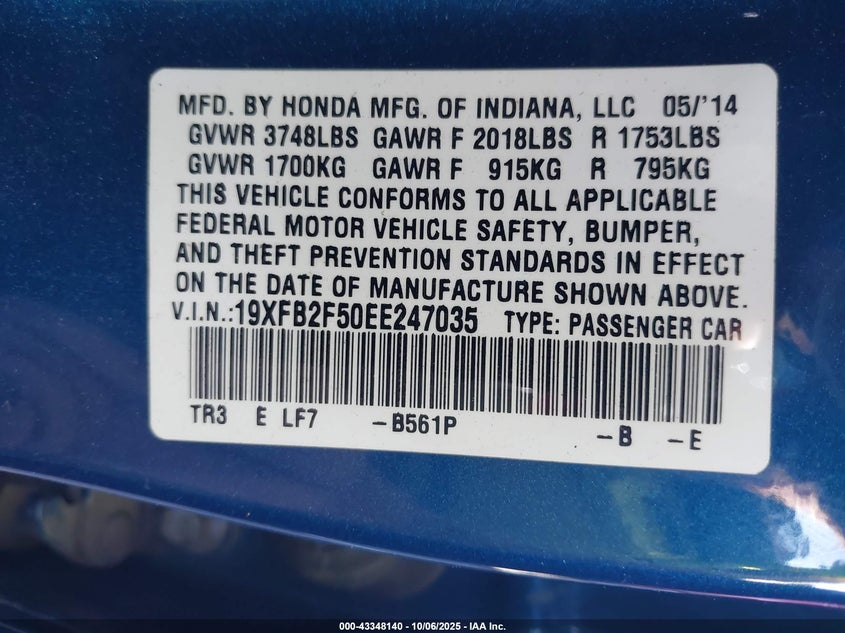 MFD. BY HONDA MFG. OF INDIANA, LLC 05/'14
GVWR 3748LBS GAWR F 2018LBS R 1753LBS
GVWR 1700KG GAWR F 915KG R 795KG
THIS VEHICLE CONFORMS TO ALL APPLICABLE
FEDERAL MOTOR VEHICLE SAFETY, BUMPER,
AND THEFT PREVENTION STANDARDS IN EFFECT
ON THE DATE OF MANUFACTURE SHOWN ABOVE.
V.I.N.:19XFB2F50EE247035 TYPE: PASSENGER CAR
TR3 E LF7 -B561P -B -E
000-43348140 - 10/06/2025 - IAA Inc.